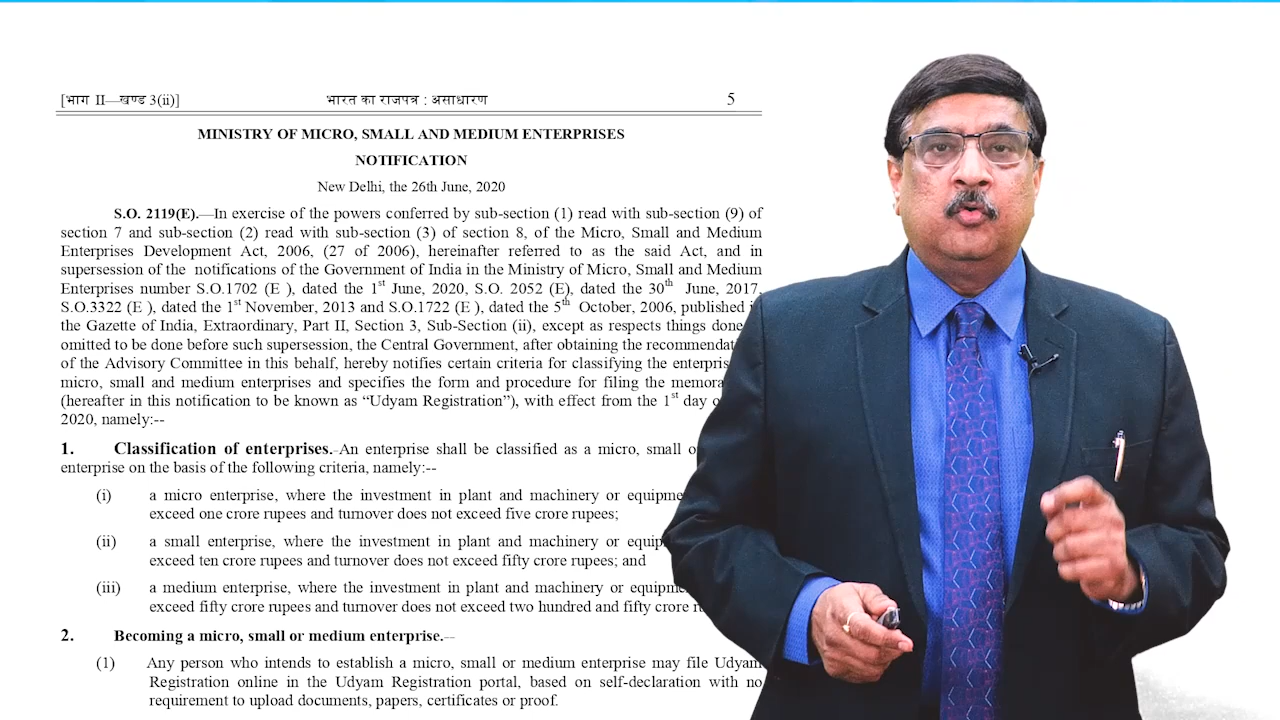 [भाग II—खण्ड 3(ii)] भारत का राजपत्र : असाधारण 5
MINISTRY OF MICRO, SMALL AND MEDIUM ENTERPRISES
NOTIFICATION
New Delhi, the 26th June, 2020
S.O. 2119(E).—In exercise of the powers conferred by sub-section (1) read with sub-section (9) of
section 7 and sub-section (2) read with sub-section (3) of section 8, of the Micro, Small and Medium
Enterprises Development Act, 2006, (27 of 2006), hereinafter referred to as the said Act, and in
supersession of the notifications of the Government of India in the Ministry of Micro, Small and Medium
Enterprises number S.O.1702 (E ), dated the 1st June, 2020, S.O. 2052 (E), dated the 30th June, 2017,
S.O.3322 (E ), dated the 1st November, 2013 and S.O.1722 (E ), dated the 5th October, 2006, published
the Gazette of India, Extraordinary, Part II, Section 3, Sub-Section (ii), except as respects things done
omitted to be done before such supersession, the Central Government, after obtaining the
of the Advisory Committee in this behalf, hereby notifies certain criteria for classifying the
micro, small and medium enterprises and specifies the form and procedure for filing the
(hereafter in this notification to be known as “Udyam Registration”), with effect from the 1st day
2020, namely:--
1. Classification of enterprises.-An enterprise shall be classified as a micro, small
enterprise on the basis of the following criteria, namely:--
(i) a micro enterprise, where the investment in plant and machinery or
exceed one crore rupees and turnover does not exceed five crore rupees;
(ii) a small enterprise, where the investment in plant and machinery or
exceed ten crore rupees and turnover does not exceed fifty crore rupees; and
(iii) a medium enterprise, where the investment in plant and machinery or
exceed fifty crore rupees and turnover does not exceed two hundred and fifty crore
2. Becoming a micro, small or medium enterprise.--
(1) Any person who intends to establish a micro, small or medium enterprise may file Udyam
Registration online in the Udyam Registration portal, based on self-declaration with no
requirement to upload documents, papers, certificates or proof.